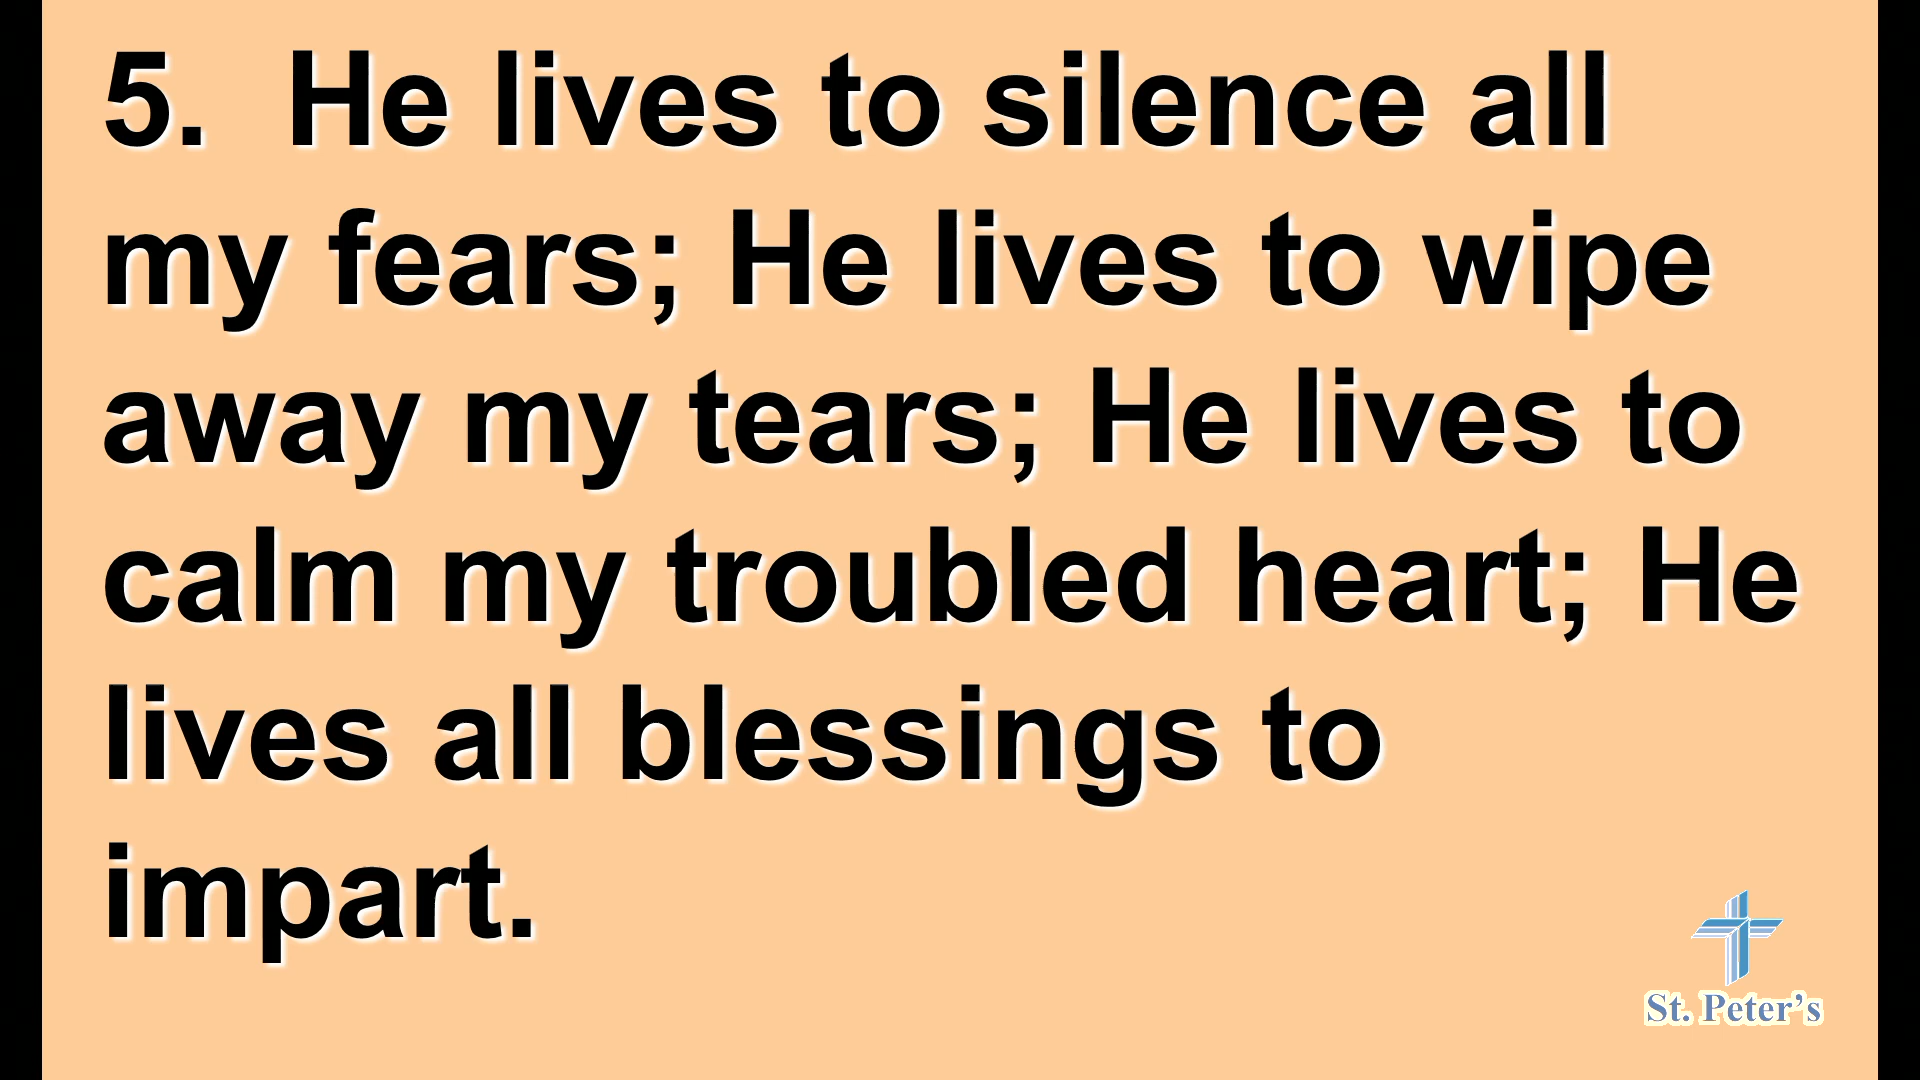 5.  He lives to silence all
my fears; He lives to wipe
away my tears; He lives to
calm my troubled heart; He
lives all blessings to
impart.
St. Peter’s